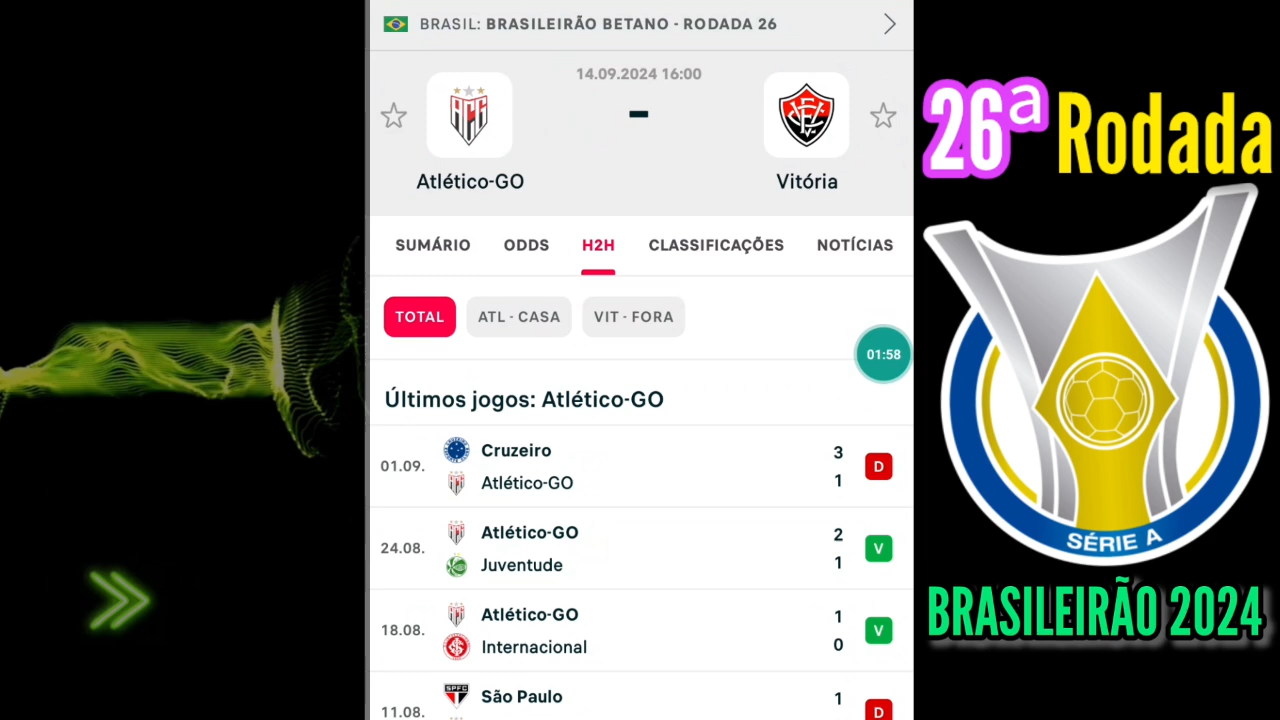 BRASIL: BRASILEIRÃO BETANO - RODADA 26
14.09.2024 16:00
ACG
ECV
-
Atlético-GO
Vitória
SUMÁRIO ODDS H2H CLASSIFICAÇÕES NOTÍCIAS
TOTAL ATL - CASA VIT - FORA
01:58
Últimos jogos: Atlético-GO
01.09. Cruzeiro 3
Atlético-GO 1
D
24.08. Atlético-GO 2
Juventude 1
V
18.08. Atlético-GO 1
Internacional 0
V
11.08. SPFC São Paulo 1
D
26ª Rodada
SÉRIE A
BRASILEIRÃO 2024